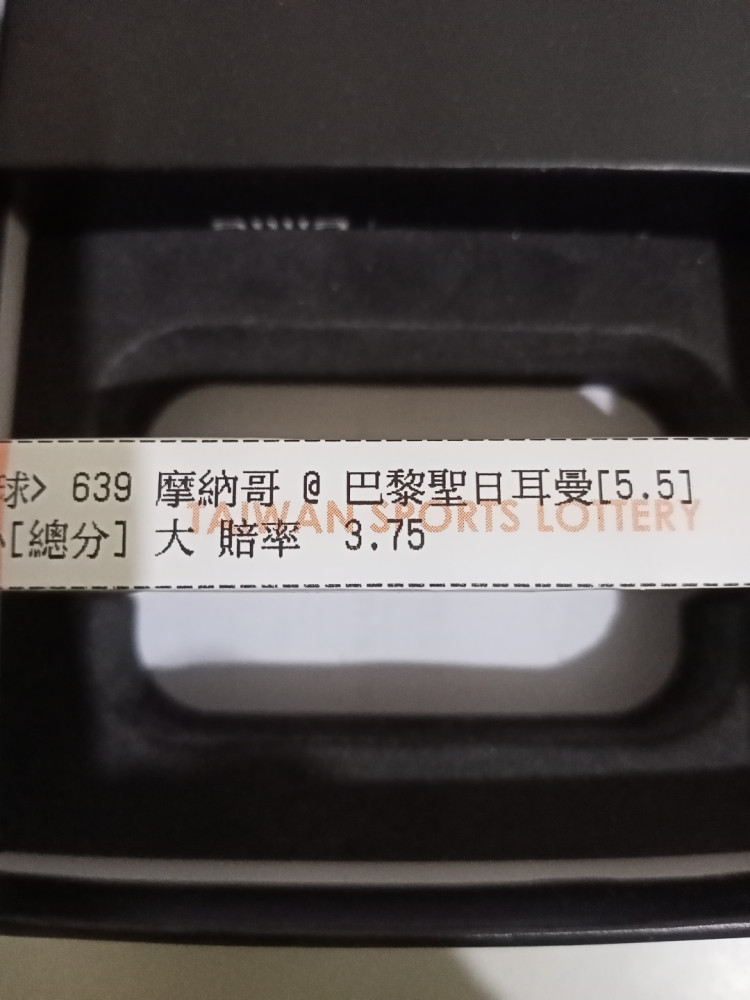 球> 639 摩納哥 @ 巴黎聖日耳曼[5.5]
[總分] 大 賠率 3.75
TAIWAN SPORTS LOTTERY